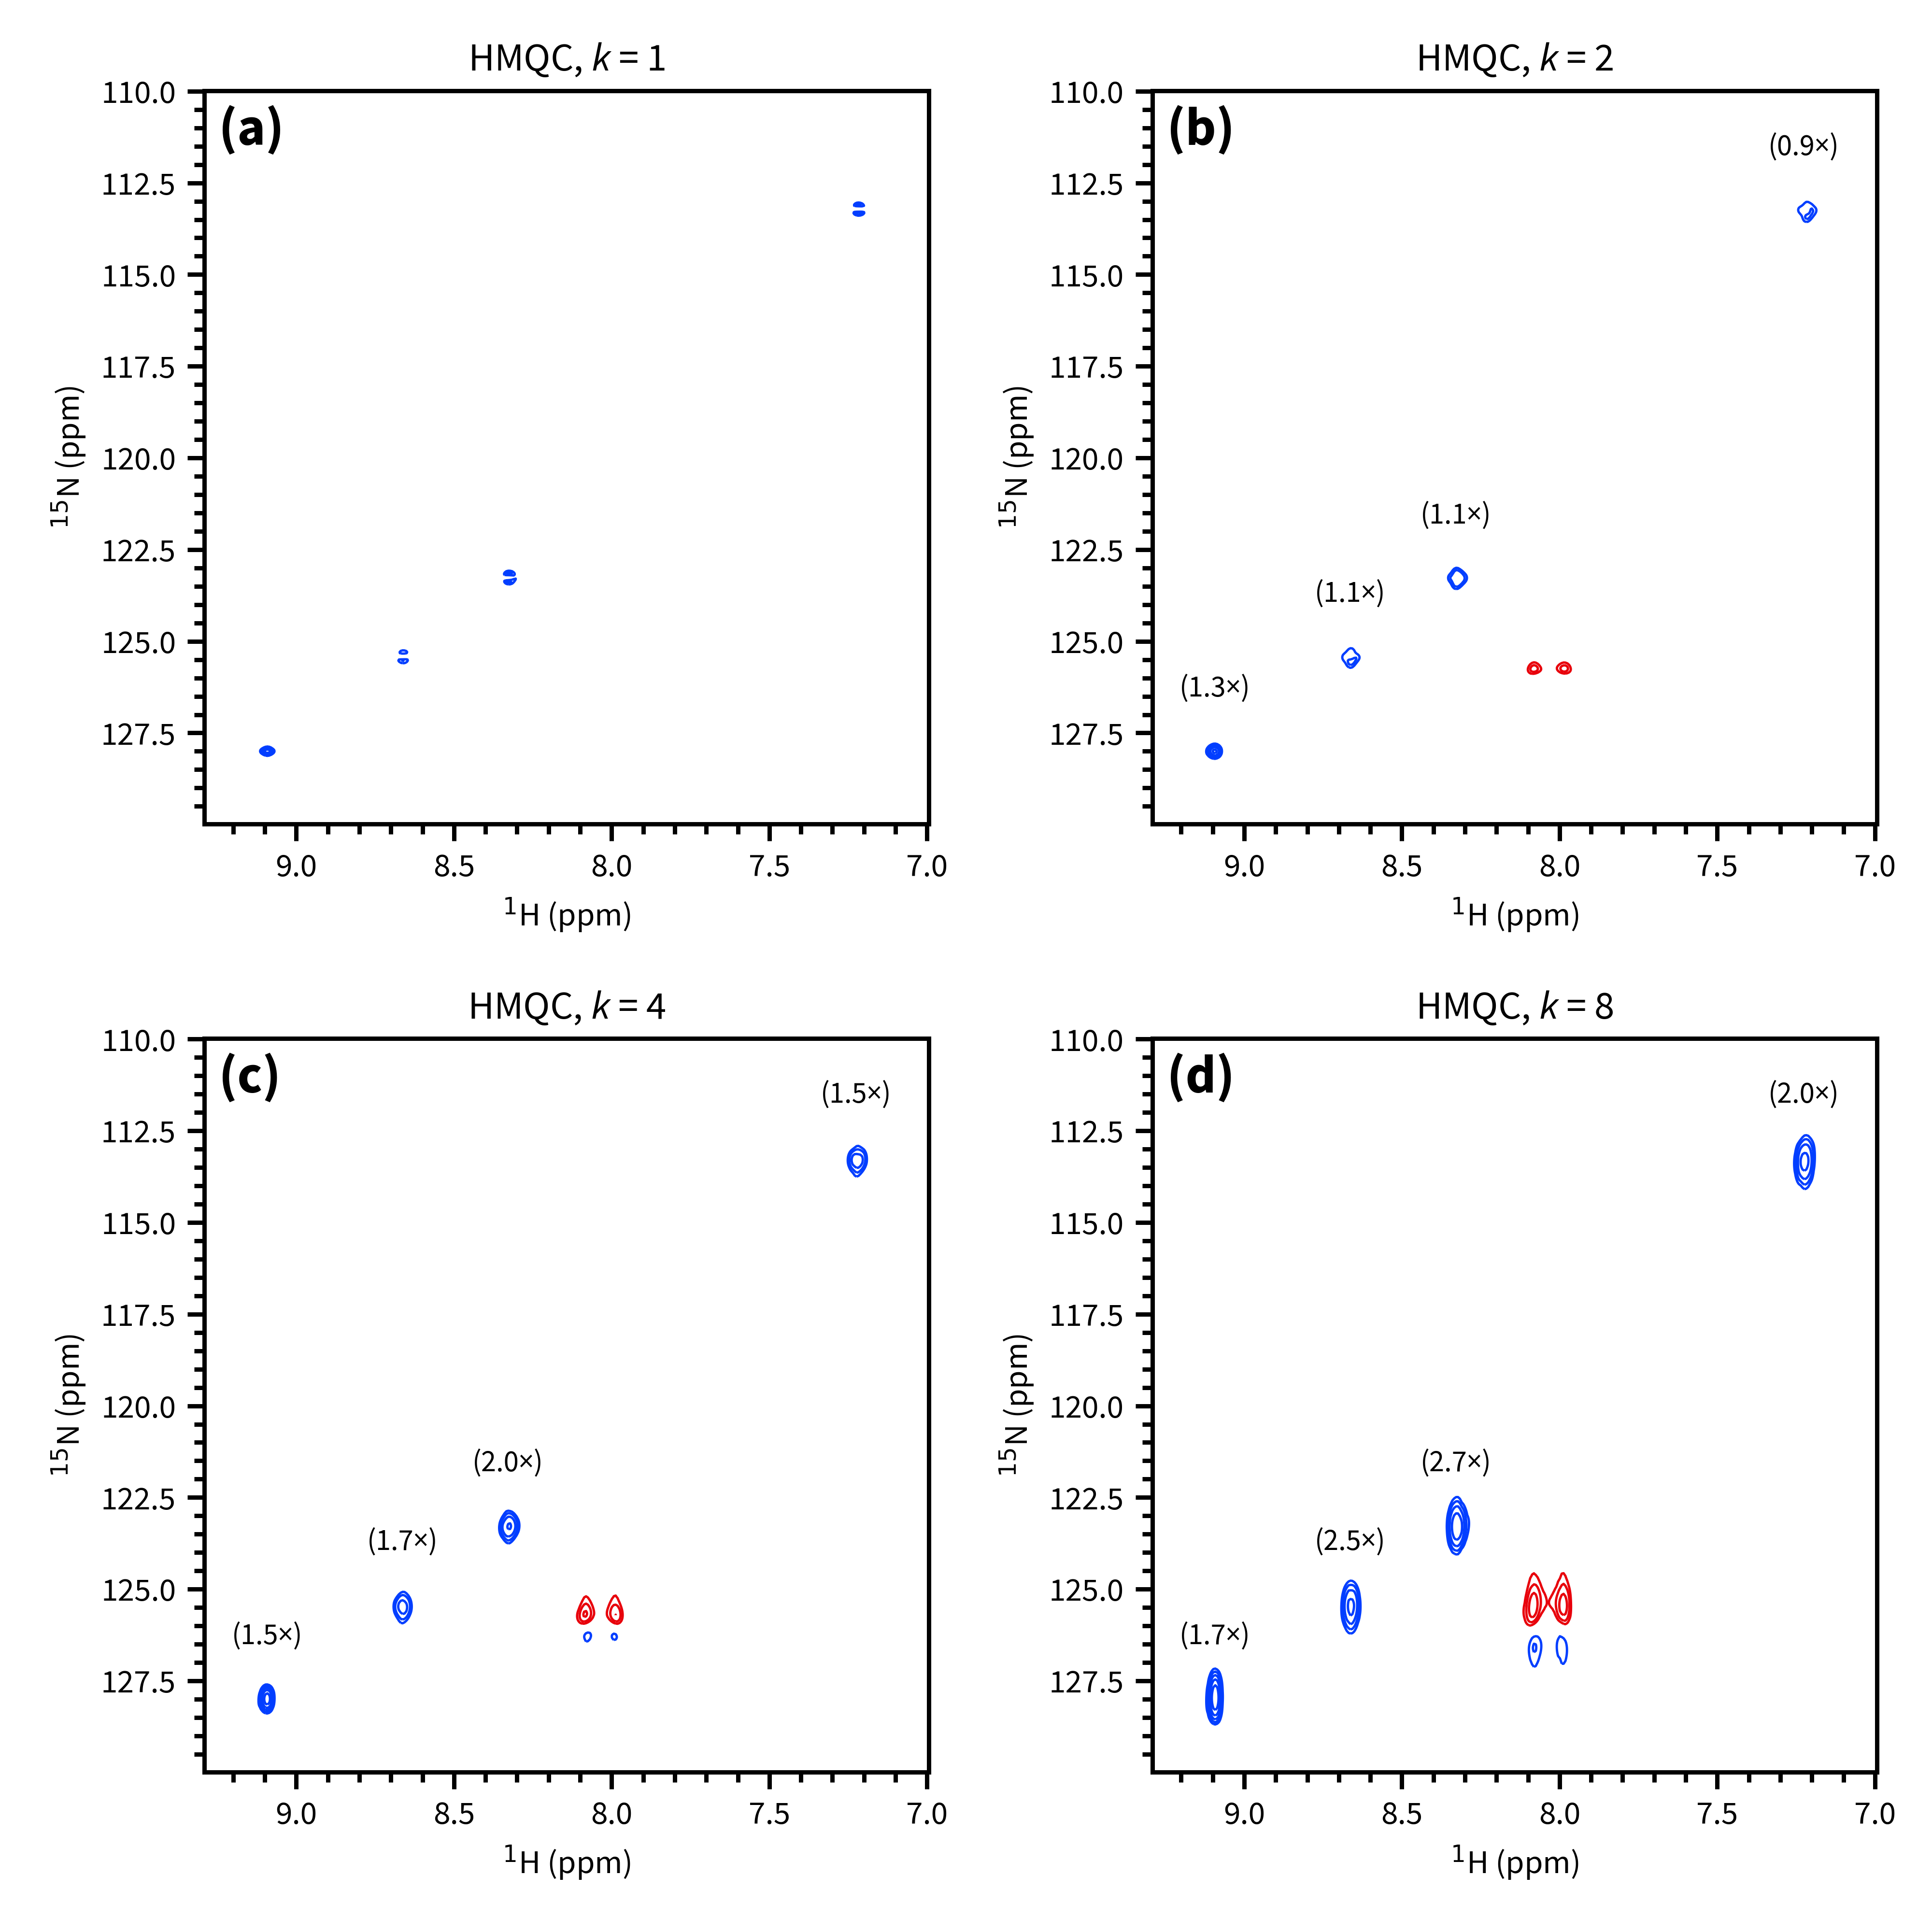 HMQC, k = 1
(a)
110.0
112.5
115.0
117.5
120.0
122.5
125.0
127.5
¹⁵N (ppm)
9.0 8.5 8.0 7.5 7.0
¹H (ppm)
HMQC, k = 2
(b)
110.0
112.5
115.0
117.5
120.0
122.5
125.0
127.5
¹⁵N (ppm)
(0.9×)
(1.1×)
(1.1×)
(1.3×)
9.0 8.5 8.0 7.5 7.0
¹H (ppm)
HMQC, k = 4
(c)
110.0
112.5
115.0
117.5
120.0
122.5
125.0
127.5
¹⁵N (ppm)
(1.5×)
(2.0×)
(1.7×)
(1.5×)
9.0 8.5 8.0 7.5 7.0
¹H (ppm)
HMQC, k = 8
(d)
110.0
112.5
115.0
117.5
120.0
122.5
125.0
127.5
¹⁵N (ppm)
(2.0×)
(2.7×)
(2.5×)
(1.7×)
9.0 8.5 8.0 7.5 7.0
¹H (ppm)